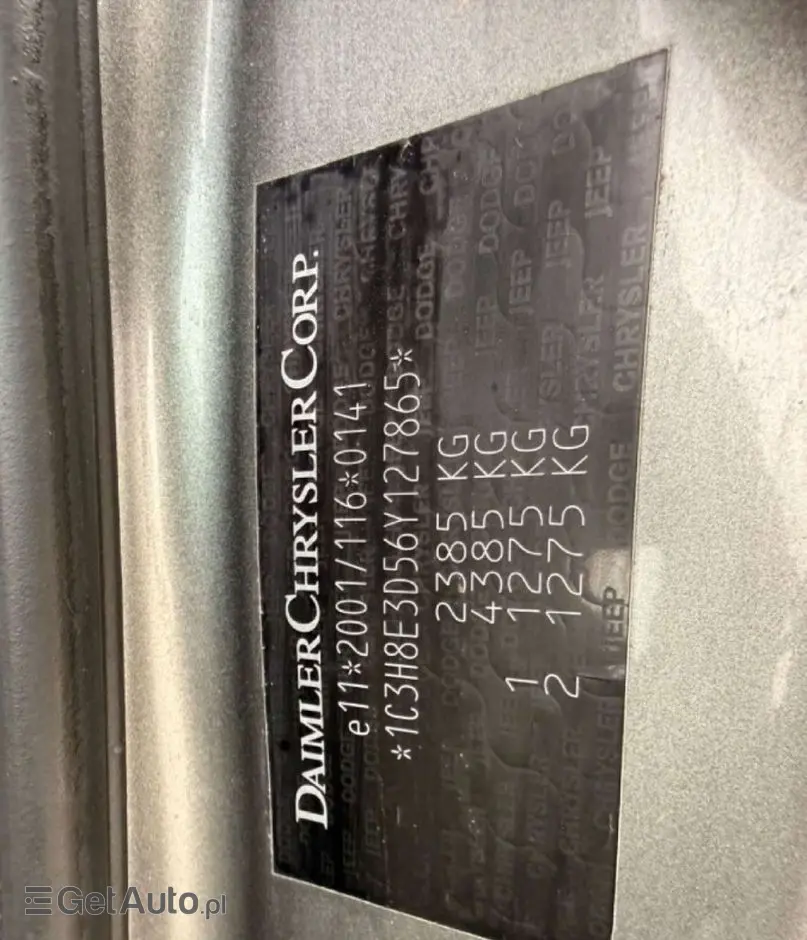 DAIMLERCHRYSLER CORP.
e11*2001/116*0141
*1C3H8E3D56Y127865*
2385 KG
4385 KG
1 1275 KG
2 1275 KG
GetAuto.pl